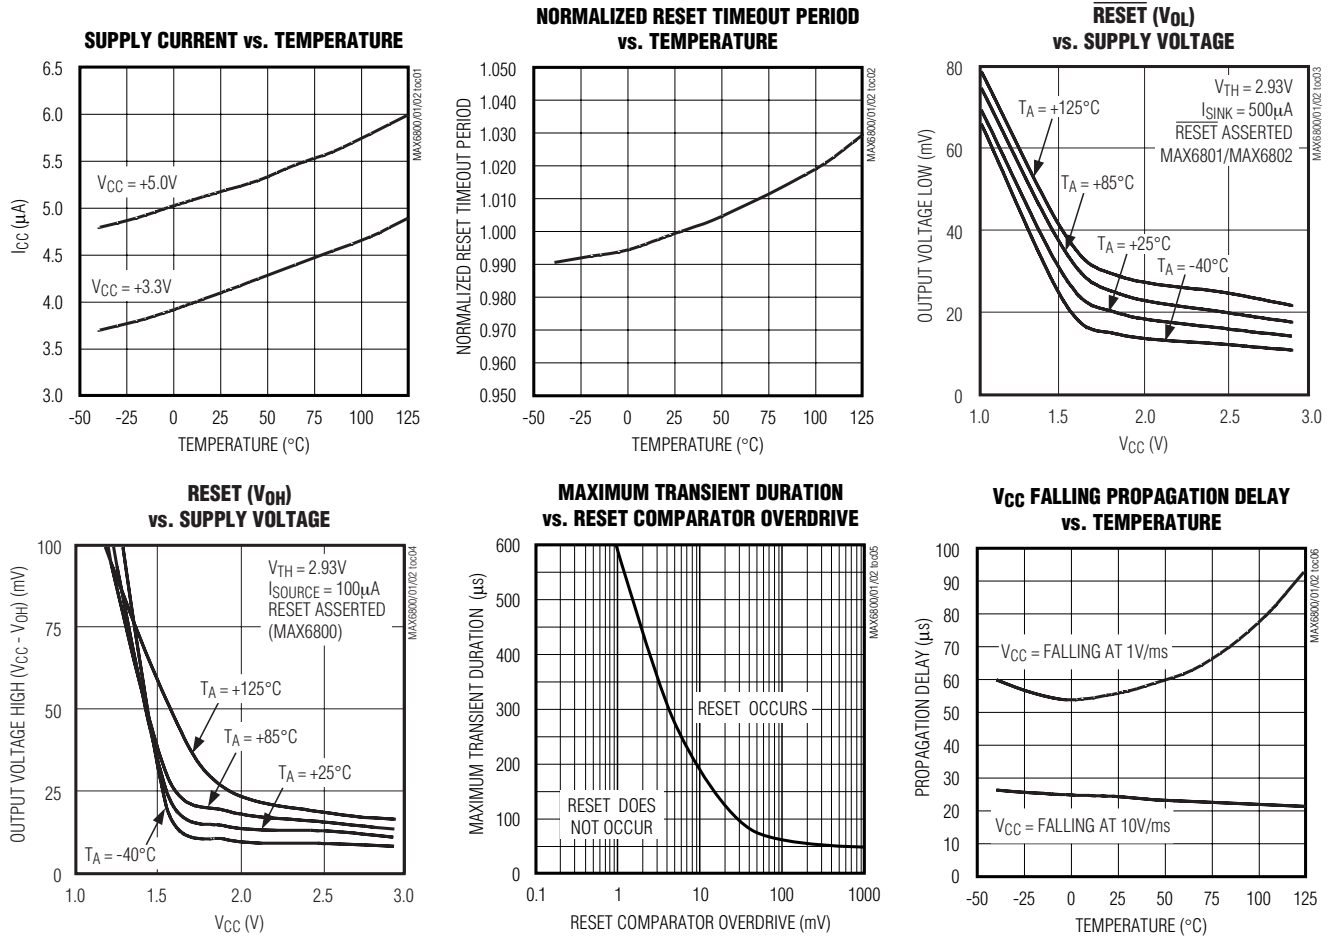 SUPPLY CURRENT vs. TEMPERATURE
MAX6800/01/02 toc01
6.5
6.0
5.5
5.0
4.5
4.0
3.5
3.0
ICC (μA)
VCC = +5.0V
VCC = +3.3V
-50 -25 0 25 50 75 100 125
TEMPERATURE (°C)
NORMALIZED RESET TIMEOUT PERIOD
vs. TEMPERATURE
MAX6800/01/02 toc02
1.050
1.040
1.030
1.020
1.010
1.000
0.990
0.980
0.970
0.960
0.950
NORMALIZED RESET TIMEOUT PERIOD
-50 -25 0 25 50 75 100 125
TEMPERATURE (°C)
RESET (VOL)
vs. SUPPLY VOLTAGE
MAX6800/01/02 toc03
80
60
40
20
0
OUTPUT VOLTAGE LOW (mV)
VTH = 2.93V
ISINK = 500μA
RESET ASSERTED
MAX6801/MAX6802
TA = +125°C
TA = +85°C
TA = +25°C
TA = -40°C
1.0 1.5 2.0 2.5 3.0
VCC (V)
RESET (VOH)
vs. SUPPLY VOLTAGE
MAX6800/01/02 toc04
100
75
50
25
0
OUTPUT VOLTAGE HIGH (VCC - VOH) (mV)
VTH = 2.93V
ISOURCE = 100μA
RESET ASSERTED
(MAX6800)
TA = +125°C
TA = +85°C
TA = +25°C
TA = -40°C
1.0 1.5 2.0 2.5 3.0
VCC (V)
MAXIMUM TRANSIENT DURATION
vs. RESET COMPARATOR OVERDRIVE
MAX6800/01/02 toc05
600
500
400
300
200
100
0
MAXIMUM TRANSIENT DURATION (μs)
RESET OCCURS
RESET DOES
NOT OCCUR
0.1 1 10 100 1000
RESET COMPARATOR OVERDRIVE (mV)
VCC FALLING PROPAGATION DELAY
vs. TEMPERATURE
MAX6800/01/02 toc06
100
90
80
70
60
50
40
30
20
10
0
PROPAGATION DELAY (μs)
VCC = FALLING AT 1V/ms
VCC = FALLING AT 10V/ms
-50 -25 0 25 50 75 100 125
TEMPERATURE (°C)